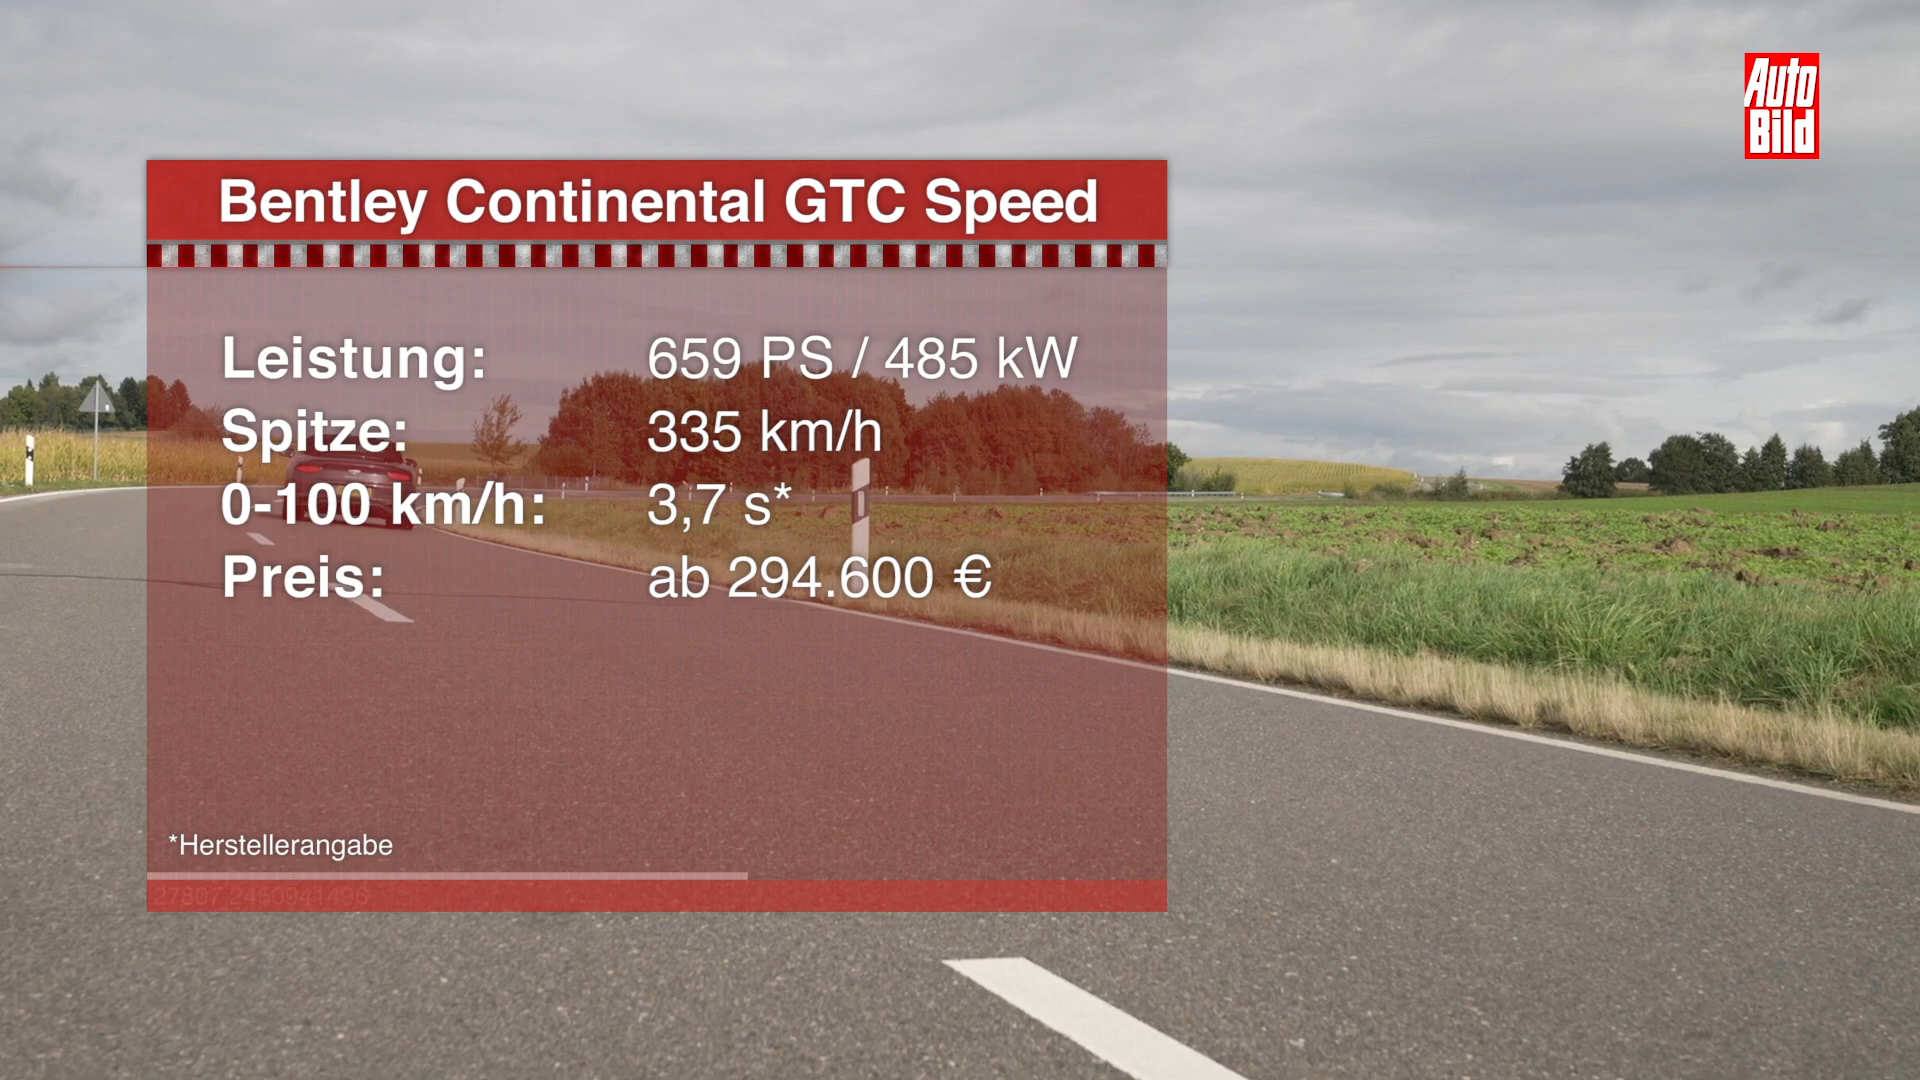 Auto
Bild
Bentley Continental GTC Speed
Leistung: 659 PS / 485 kW
Spitze: 335 km/h
0-100 km/h: 3,7 s*
Preis: ab 294.600 €
*Herstellerangabe